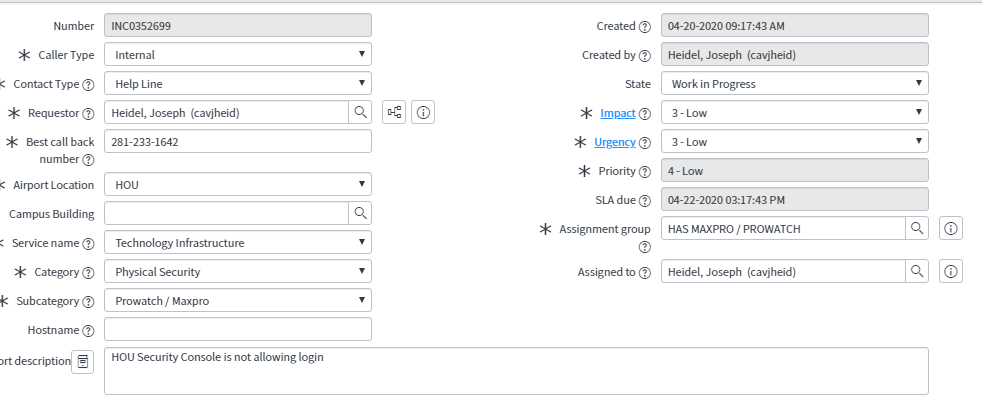 Number INC0352699
Caller Type Internal
Contact Type Help Line
Requestor Heidel, Joseph (cavjheid)
Best call back number 281-233-1642
Airport Location HOU
Campus Building
Service name Technology Infrastructure
Category Physical Security
Subcategory Prowatch / Maxpro
Hostname
Created 04-20-2020 09:17:43 AM
Created by Heidel, Joseph (cavjheid)
State Work in Progress
Impact 3 - Low
Urgency 3 - Low
Priority 4 - Low
SLA due 04-22-2020 03:17:43 PM
Assignment group HAS MAXPRO / PROWATCH
Assigned to Heidel, Joseph (cavjheid)
ort description HOU Security Console is not allowing login